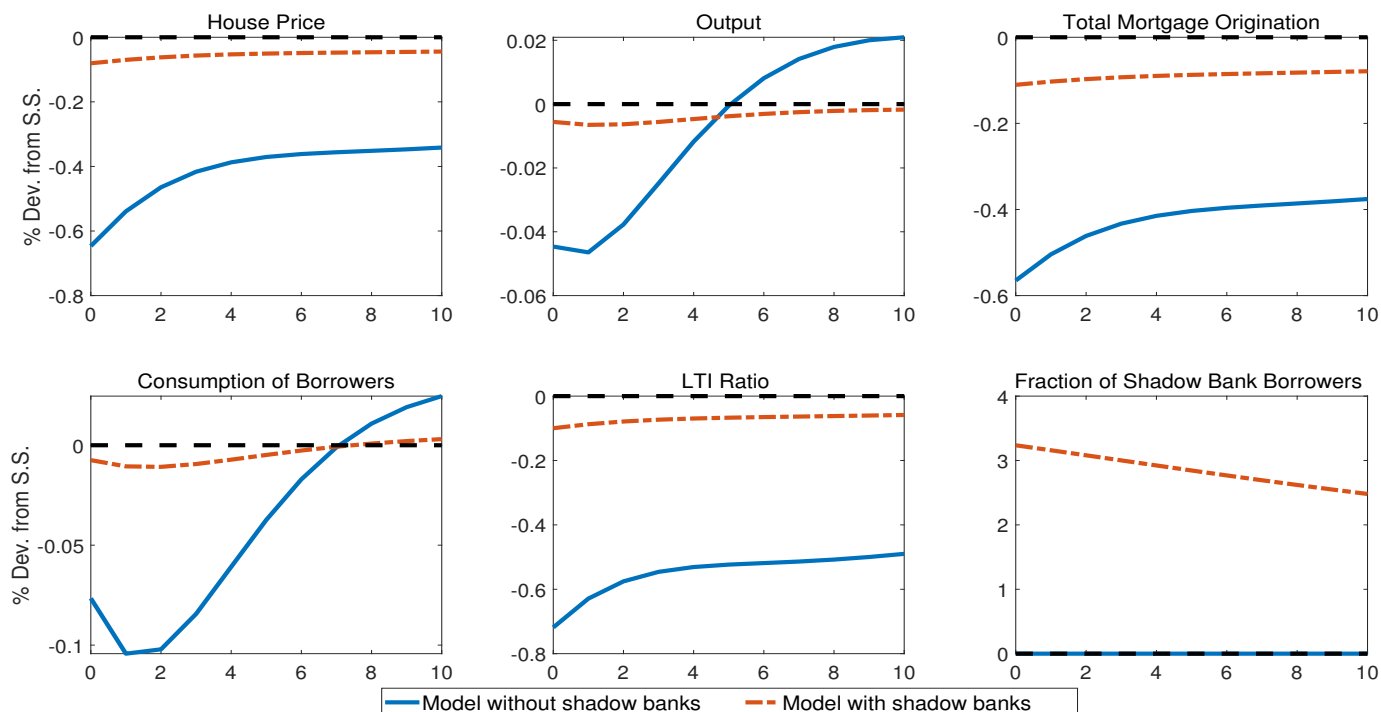 House Price
Output
Total Mortgage Origination
% Dev. from S.S.
0
-0.2
-0.4
-0.6
-0.8
0 2 4 6 8 10
0.02
0
-0.02
-0.04
-0.06
0 2 4 6 8 10
0
-0.2
-0.4
-0.6
0 2 4 6 8 10
Consumption of Borrowers
LTI Ratio
Fraction of Shadow Bank Borrowers
% Dev. from S.S.
0
-0.05
-0.1
0 2 4 6 8 10
0
-0.2
-0.4
-0.6
-0.8
0 2 4 6 8 10
4
3
2
1
0
0 2 4 6 8 10
Model without shadow banks Model with shadow banks